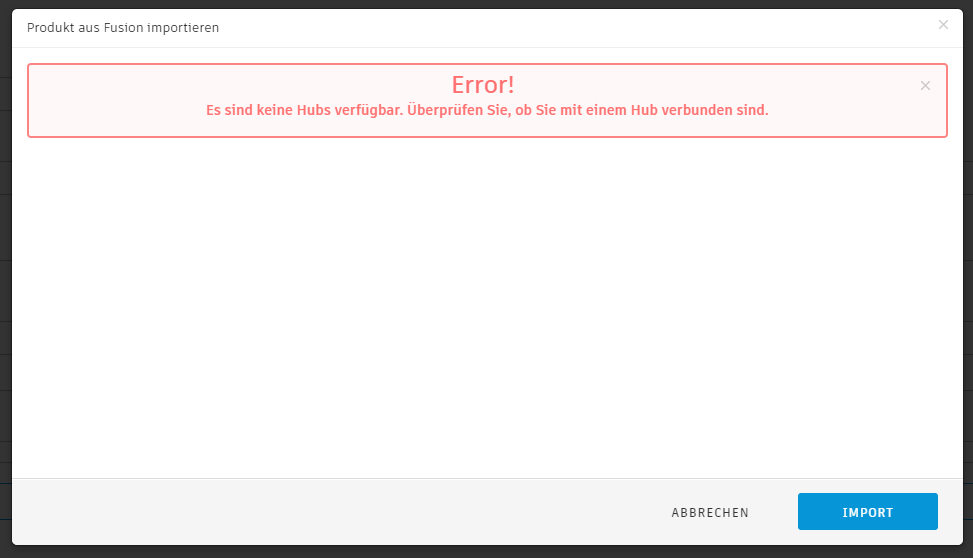 Produkt aus Fusion importieren
Error!
Es sind keine Hubs verfügbar. Überprüfen Sie, ob Sie mit einem Hub verbunden sind.
ABBRECHEN
IMPORT